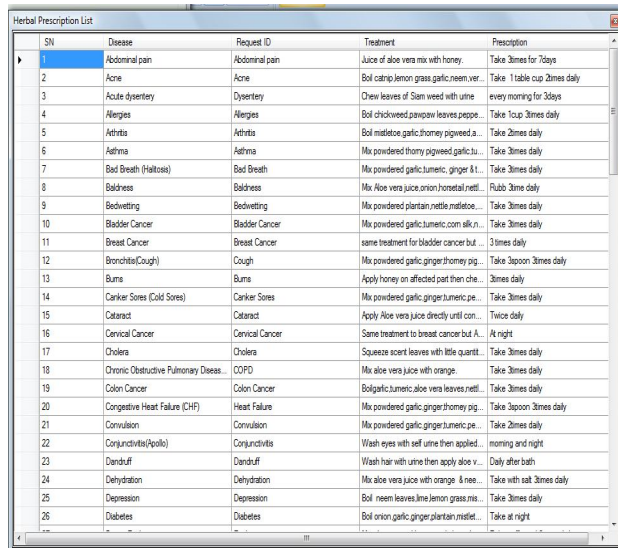 Herbal Prescription List
SN Disease Request ID Treatment Prescription
1 Abdominal pain Abdominal pain Juice of aloe vera mix with honey. Take 3times for 7days
2 Acne Acne Boil catnip,lemon grass,garlic,neem,ver... Take 1 table cup 2times daily
3 Acute dysentery Dysentery Chew leaves of Siam weed with urine every morning for 3days
4 Allergies Allergies Boil chickweed,pawpaw leaves,peppe... Take 1cup 3times daily
5 Arthritis Arthritis Boil mistletoe,garlic,thorney pigweed,a... Take 2times daily
6 Asthma Asthma Mix powdered thorny pigweed,garlic,tu... Take 3times daily
7 Bad Breath (Halitosis) Bad Breath Mix powdered garlic,tumeric, ginger & t... Take 3times daily
8 Baldness Baldness Mix Aloe vera juice,onion,horsetail,nettl... Rubb 3time daily
9 Bedwetting Bedwetting Mix powdered plantain,nettle,mistletoe,... Take 3times daily
10 Bladder Cancer Bladder Cancer Mix powdered garlic,tumeric,corn silk,n... Take 3times daily
11 Breast Cancer Breast Cancer same treatment for bladder cancer but ... 3 times daily
12 Bronchitis(Cough) Cough Mix powdered garlic,ginger,thorney pig... Take 3spoon 3times daily
13 Burns Burns Apply honey on affected part then che... 3times daily
14 Canker Sores (Cold Sores) Canker Sores Mix powdered garlic,ginger,tumeric,pe... Take 3times daily
15 Cataract Cataract Apply Aloe vera juice directly until con... Twice daily
16 Cervical Cancer Cervical Cancer Same treatment to breast cancer but A... At night
17 Cholera Cholera Squeeze scent leaves with little quantit... Take 3times daily
18 Chronic Obstructive Pulmonary Diseas... COPD Mix aloe vera juice with orange. Take 3times daily
19 Colon Cancer Colon Cancer Boilgarlic,tumeric,aloe vera leaves,nettl... Take 3times daily
20 Congestive Heart Failure (CHF) Heart Failure Mix powdered garlic,ginger,thorney pig... Take 3spoon 3times daily
21 Convulsion Convulsion Mix powdered garlic,ginger,tumeric,pe... Take 2times daily
22 Conjunctivitis(Apollo) Conjunctivitis Wash eyes with self urine then applied... morning and night
23 Dandruff Dandruff Wash hair with urine then apply aloe v... Daily after bath
24 Dehydration Dehydration Mix aloe vera juice with orange & nee... Take with salt 3times daily
25 Depression Depression Boil neem leaves,lime,lemon grass,mis... Take 3times daily
26 Diabetes Diabetes Boil onion,garlic,ginger,plantain,mistlet... Take at night